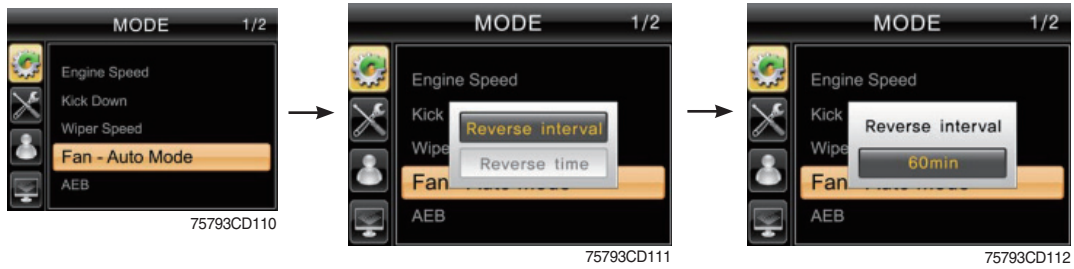 MODE 1/2
Engine Speed
Kick Down
Wiper Speed
Fan - Auto Mode
AEB
75793CD110
MODE 1/2
Engine Speed
Kick
Reverse interval
Wipe
Reverse time
Fan - Auto Mode
AEB
75793CD111
MODE 1/2
Engine Speed
Kick
Reverse interval
Wipe
60min
Fan - Auto Mode
AEB
75793CD112